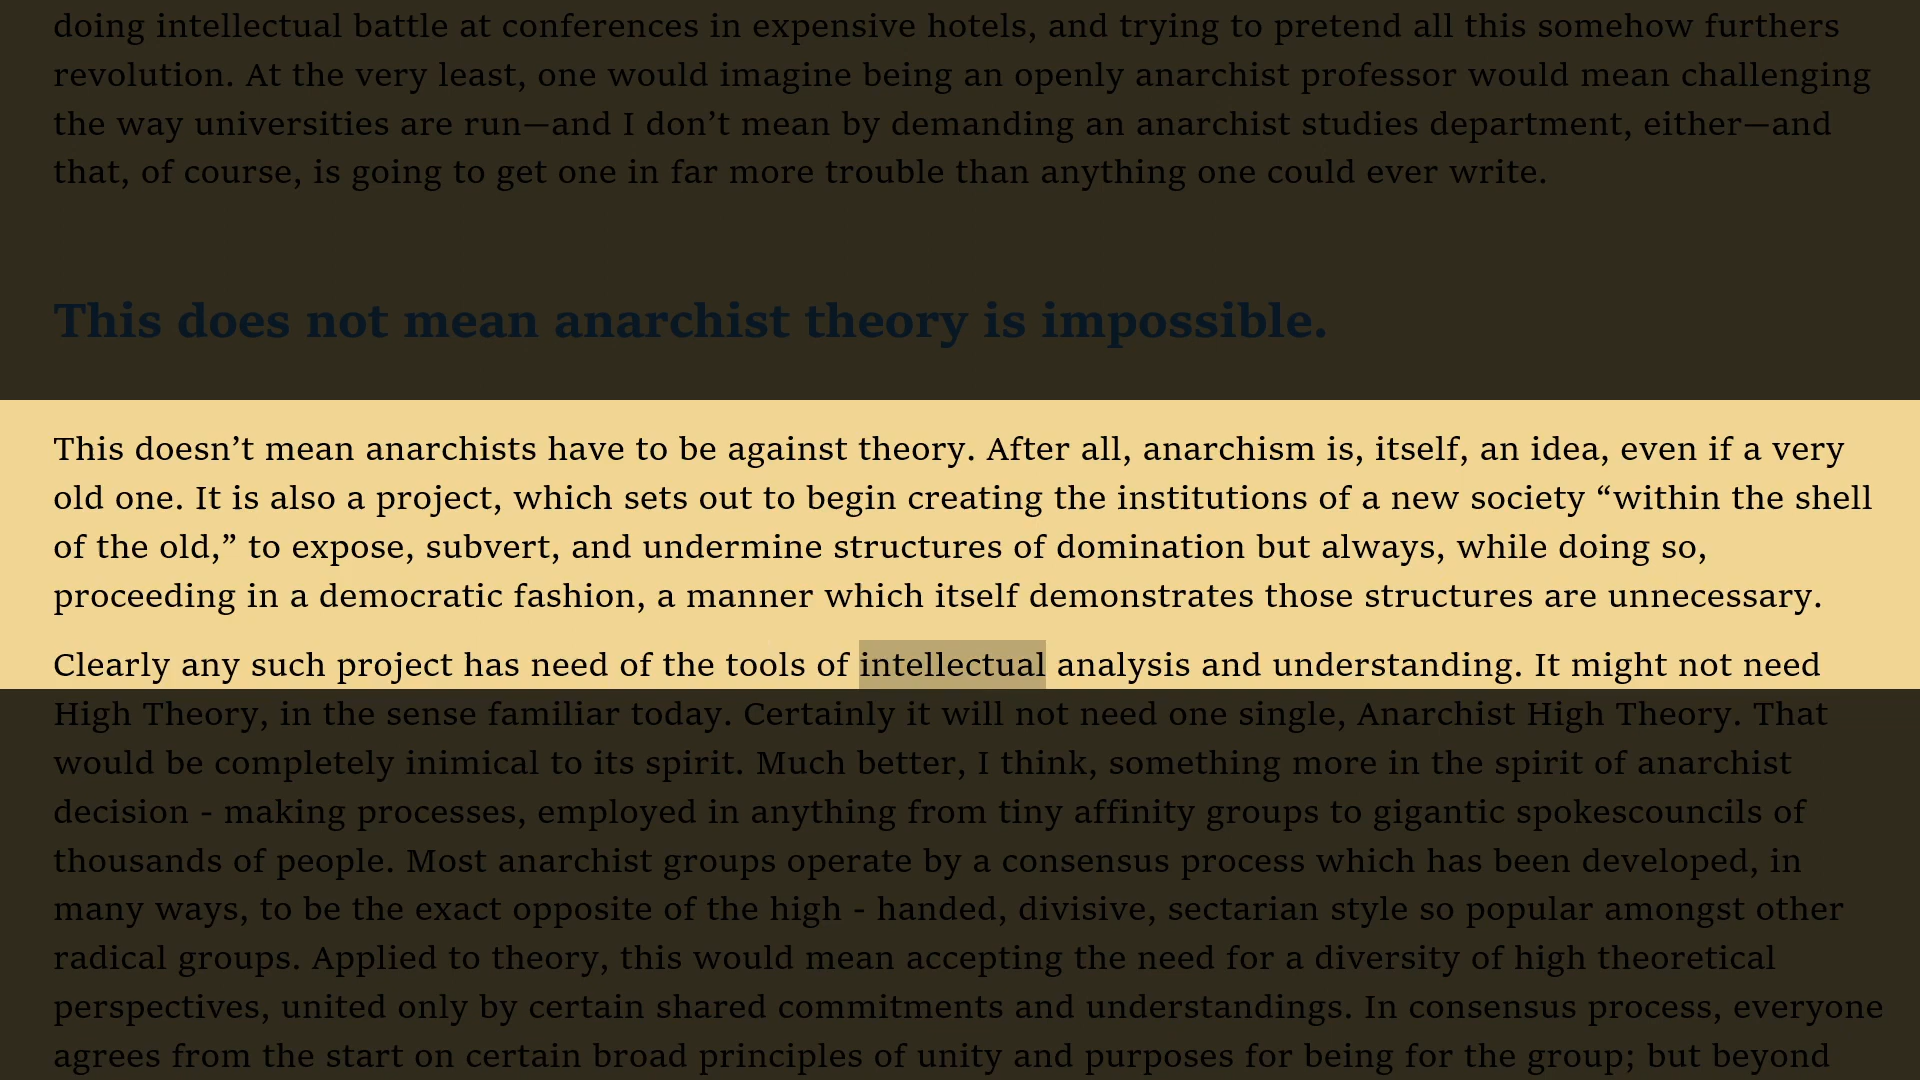 doing intellectual battle at conferences in expensive hotels, and trying to pretend all this somehow furthers
revolution. At the very least, one would imagine being an openly anarchist professor would mean challenging
the way universities are run—and I don’t mean by demanding an anarchist studies department, either—and
that, of course, is going to get one in far more trouble than anything one could ever write.
This does not mean anarchist theory is impossible.
This doesn’t mean anarchists have to be against theory. After all, anarchism is, itself, an idea, even if a very
old one. It is also a project, which sets out to begin creating the institutions of a new society “within the shell
of the old,” to expose, subvert, and undermine structures of domination but always, while doing so,
proceeding in a democratic fashion, a manner which itself demonstrates those structures are unnecessary.
Clearly any such project has need of the tools of intellectual analysis and understanding. It might not need
High Theory, in the sense familiar today. Certainly it will not need one single, Anarchist High Theory. That
would be completely inimical to its spirit. Much better, I think, something more in the spirit of anarchist
decision - making processes, employed in anything from tiny affinity groups to gigantic spokescouncils of
thousands of people. Most anarchist groups operate by a consensus process which has been developed, in
many ways, to be the exact opposite of the high - handed, divisive, sectarian style so popular amongst other
radical groups. Applied to theory, this would mean accepting the need for a diversity of high theoretical
perspectives, united only by certain shared commitments and understandings. In consensus process, everyone
agrees from the start on certain broad principles of unity and purposes for being for the group; but beyond